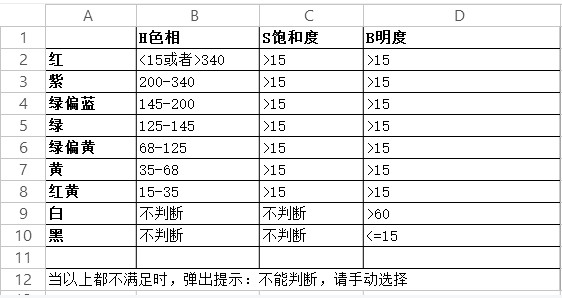 A B C D
1 H色相 S饱和度 B明度
2 红 <15或者>340 >15 >15
3 紫 200-340 >15 >15
4 绿偏蓝 145-200 >15 >15
5 绿 125-145 >15 >15
6 绿偏黄 68-125 >15 >15
7 黄 35-68 >15 >15
8 红黄 15-35 >15 >15
9 白 不判断 不判断 >60
10 黑 不判断 不判断 <=15
11
12 当以上都不满足时，弹出提示：不能判断，请手动选择